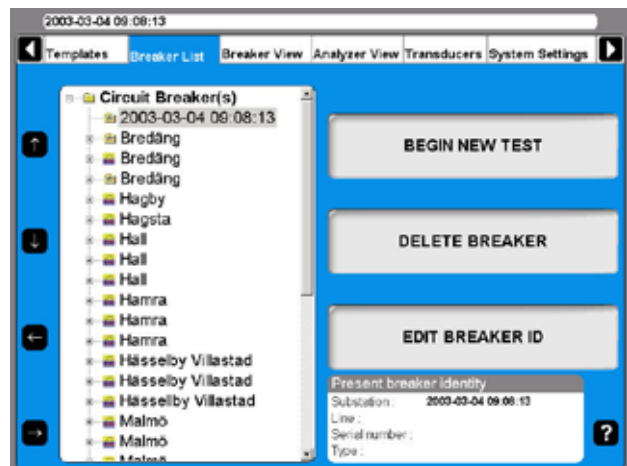 2003-03-04 09:08:13
Templates Breaker List Breaker View Analyzer View Transducers System Settings
Circuit Breaker(s)
2003-03-04 09:08:13
Bredäng
Bredäng
Bredäng
Hagby
Hagsta
Hall
Hall
Hall
Hamra
Hamra
Hamra
Hässelby Villastad
Hässelby Villastad
Hässelby Villastad
Malmö
Malmö
Malmö
BEGIN NEW TEST
DELETE BREAKER
EDIT BREAKER ID
Present breaker identity
Substation: 2003-03-04 09:08:13
Line:
Serial number:
Type:
?